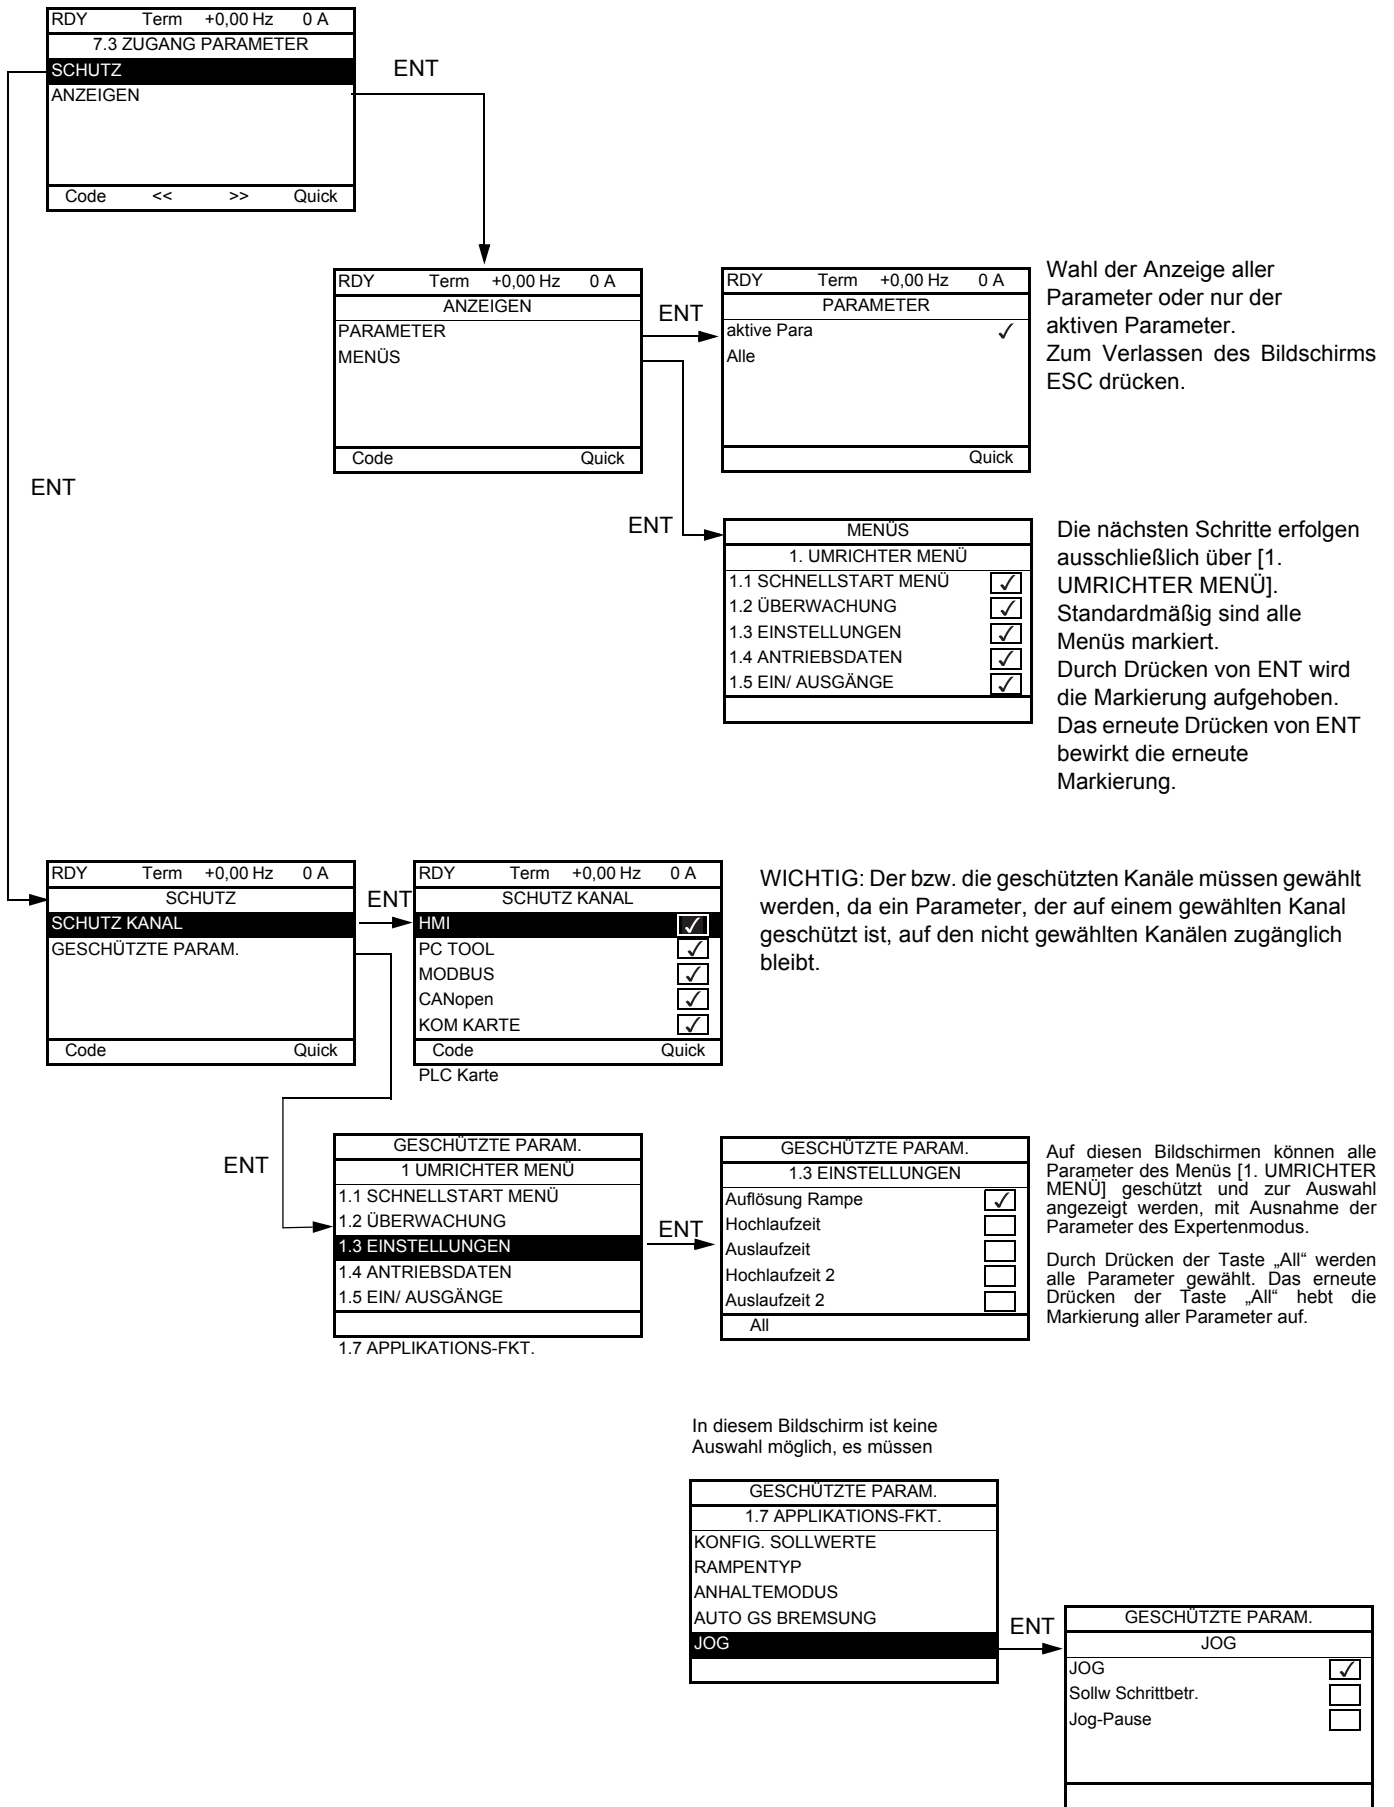 RDY Term +0,00 Hz 0 A
7.3 ZUGANG PARAMETER
SCHUTZ
ANZEIGEN
Code << >> Quick
ENT
RDY Term +0,00 Hz 0 A
ANZEIGEN
PARAMETER
MENÜS
Code Quick
ENT
RDY Term +0,00 Hz 0 A
PARAMETER
aktive Para ✓
Alle
Quick
Wahl der Anzeige aller
Parameter oder nur der
aktiven Parameter.
Zum Verlassen des Bildschirms
ESC drücken.
ENT
ENT
MENÜS
1. UMRICHTER MENÜ
1.1 SCHNELLSTART MENÜ ✓
1.2 ÜBERWACHUNG ✓
1.3 EINSTELLUNGEN ✓
1.4 ANTRIEBSDATEN ✓
1.5 EIN/ AUSGÄNGE ✓
Die nächsten Schritte erfolgen
ausschließlich über [1.
UMRICHTER MENÜ].
Standardmäßig sind alle
Menüs markiert.
Durch Drücken von ENT wird
die Markierung aufgehoben.
Das erneute Drücken von ENT
bewirkt die erneute
Markierung.
RDY Term +0,00 Hz 0 A
SCHUTZ
SCHUTZ KANAL
GESCHÜTZTE PARAM.
Code Quick
ENT
RDY Term +0,00 Hz 0 A
SCHUTZ KANAL
HMI ✓
PC TOOL ✓
MODBUS ✓
CANopen ✓
KOM KARTE ✓
Code Quick
PLC Karte
WICHTIG: Der bzw. die geschützten Kanäle müssen gewählt
werden, da ein Parameter, der auf einem gewählten Kanal
geschützt ist, auf den nicht gewählten Kanälen zugänglich
bleibt.
ENT
GESCHÜTZTE PARAM.
1 UMRICHTER MENÜ
1.1 SCHNELLSTART MENÜ
1.2 ÜBERWACHUNG
1.3 EINSTELLUNGEN
1.4 ANTRIEBSDATEN
1.5 EIN/ AUSGÄNGE
1.7 APPLIKATIONS-FKT.
ENT
GESCHÜTZTE PARAM.
1.3 EINSTELLUNGEN
Auflösung Rampe ✓
Hochlaufzeit
Auslaufzeit
Hochlaufzeit 2
Auslaufzeit 2
All
Auf diesen Bildschirmen können alle
Parameter des Menüs [1. UMRICHTER
MENÜ] geschützt und zur Auswahl
angezeigt werden, mit Ausnahme der
Parameter des Expertenmodus.
Durch Drücken der Taste „All“ werden
alle Parameter gewählt. Das erneute
Drücken der Taste „All“ hebt die
Markierung aller Parameter auf.
In diesem Bildschirm ist keine
Auswahl möglich, es müssen
GESCHÜTZTE PARAM.
1.7 APPLIKATIONS-FKT.
KONFIG. SOLLWERTE
RAMPENTYP
ANHALTEMODUS
AUTO GS BREMSUNG
JOG
ENT
GESCHÜTZTE PARAM.
JOG
JOG ✓
Sollw Schrittbetr.
Jog-Pause